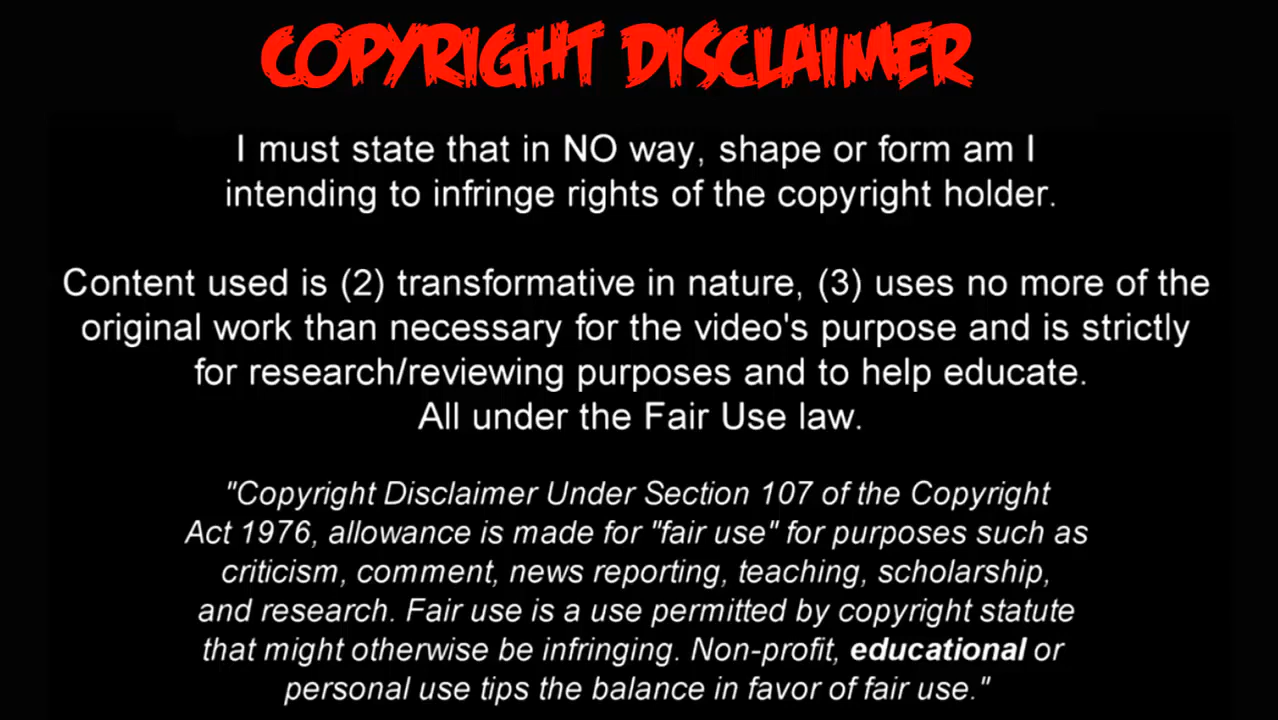 COPYRIGHT DISCLAIMER
I must state that in NO way, shape or form am I
intending to infringe rights of the copyright holder.
Content used is (2) transformative in nature, (3) uses no more of the
original work than necessary for the video's purpose and is strictly
for research/reviewing purposes and to help educate.
All under the Fair Use law.
"Copyright Disclaimer Under Section 107 of the Copyright
Act 1976, allowance is made for "fair use" for purposes such as
criticism, comment, news reporting, teaching, scholarship,
and research. Fair use is a use permitted by copyright statute
that might otherwise be infringing. Non-profit, educational or
personal use tips the balance in favor of fair use."